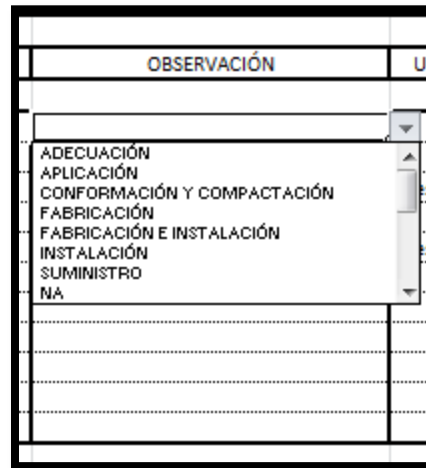 OBSERVACIÓN
ADECUACIÓN
APLICACIÓN
CONFORMACIÓN Y COMPACTACIÓN
FABRICACIÓN
FABRICACIÓN E INSTALACIÓN
INSTALACIÓN
SUMINISTRO
NA